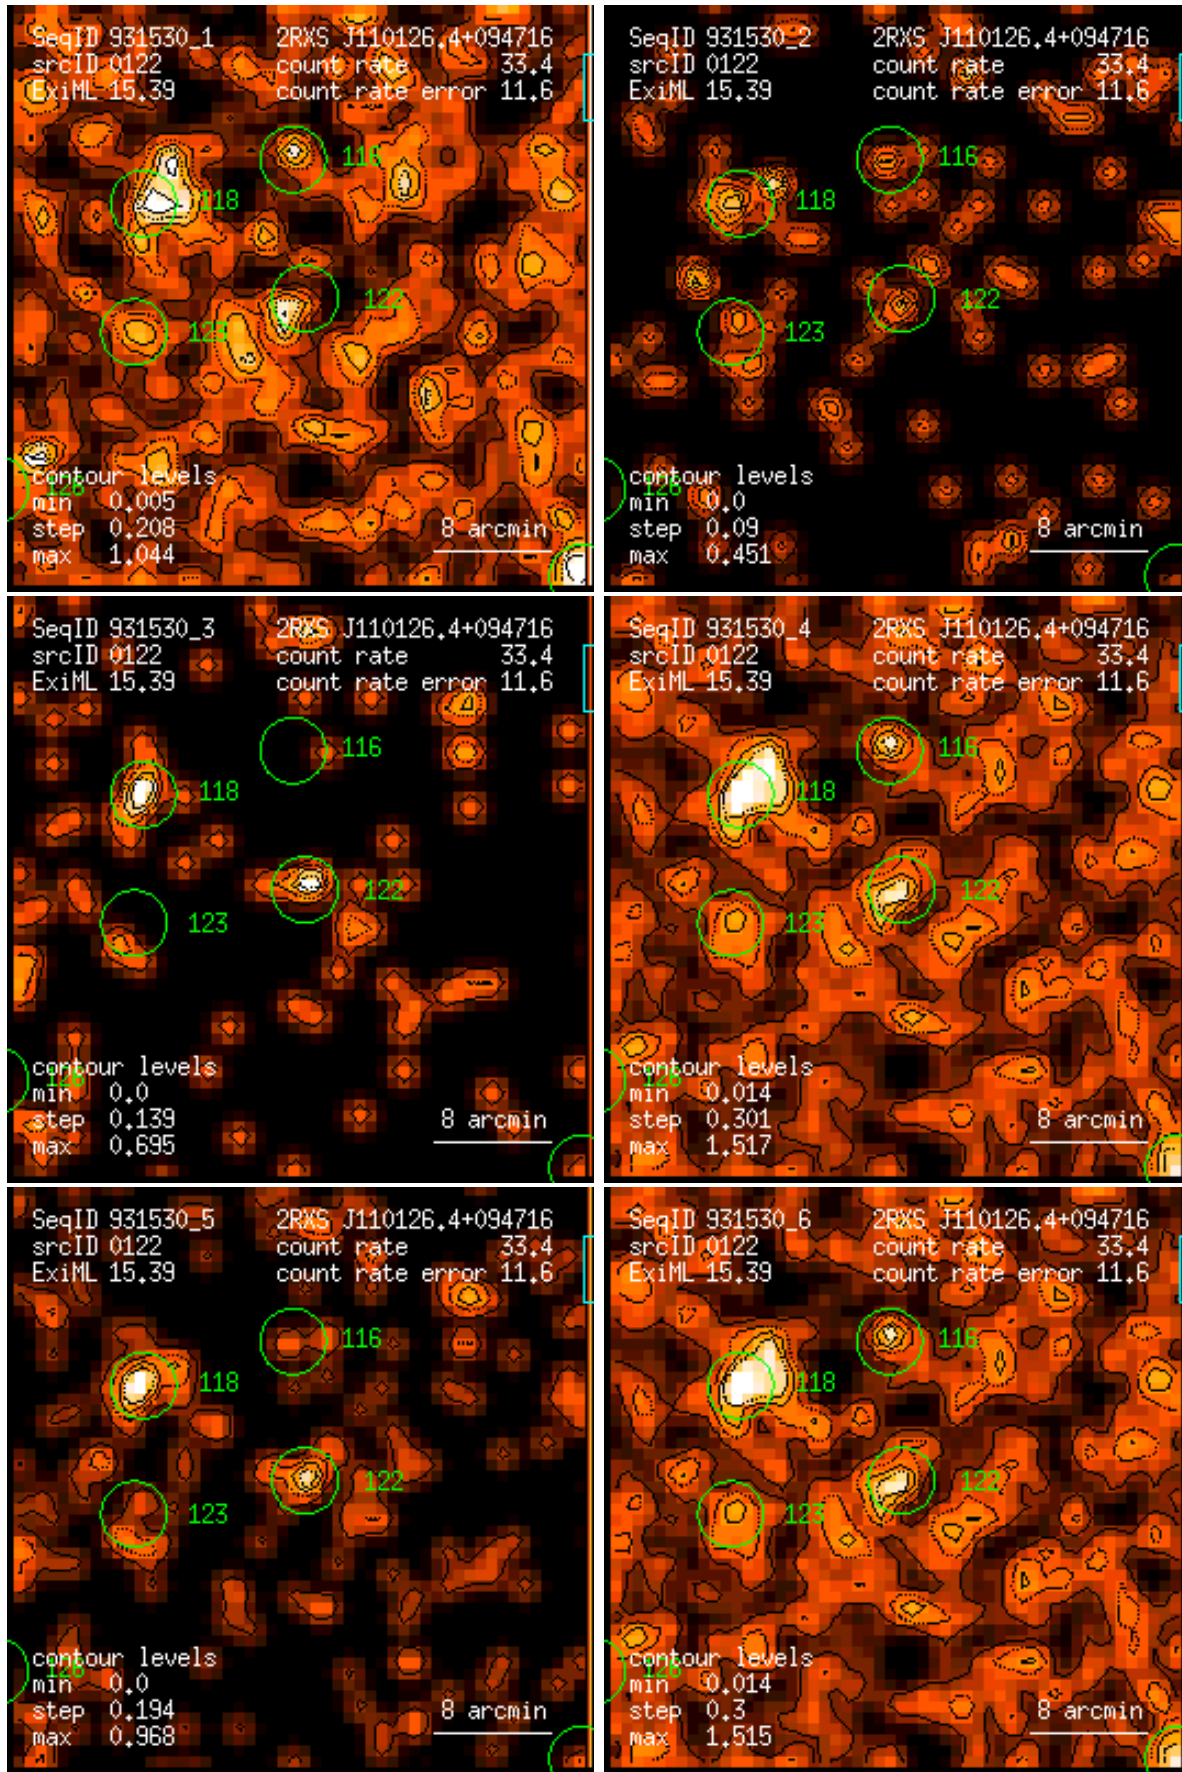 SeqID 931530_1 2RXS J110126.4+094716
srcID 0122 count rate 33.4
ExiML 15.39 count rate error 11.6
116
118
122
123
contour levels
126
min 0.005
step 0.208
max 1.044
8 arcmin
SeqID 931530_2 2RXS J110126.4+094716
srcID 0122 count rate 33.4
ExiML 15.39 count rate error 11.6
116
118
122
123
contour levels
126
min 0.0
step 0.09
max 0.451
8 arcmin
SeqID 931530_3 2RXS J110126.4+094716
srcID 0122 count rate 33.4
ExiML 15.39 count rate error 11.6
116
118
122
123
contour levels
126
min 0.0
step 0.139
max 0.695
8 arcmin
SeqID 931530_4 2RXS J110126.4+094716
srcID 0122 count rate 33.4
ExiML 15.39 count rate error 11.6
116
118
122
123
contour levels
126
min 0.014
step 0.301
max 1.517
8 arcmin
SeqID 931530_5 2RXS J110126.4+094716
srcID 0122 count rate 33.4
ExiML 15.39 count rate error 11.6
116
118
122
123
contour levels
126
min 0.0
step 0.194
max 0.968
8 arcmin
SeqID 931530_6 2RXS J110126.4+094716
srcID 0122 count rate 33.4
ExiML 15.39 count rate error 11.6
116
118
122
123
contour levels
126
min 0.014
step 0.3
max 1.515
8 arcmin